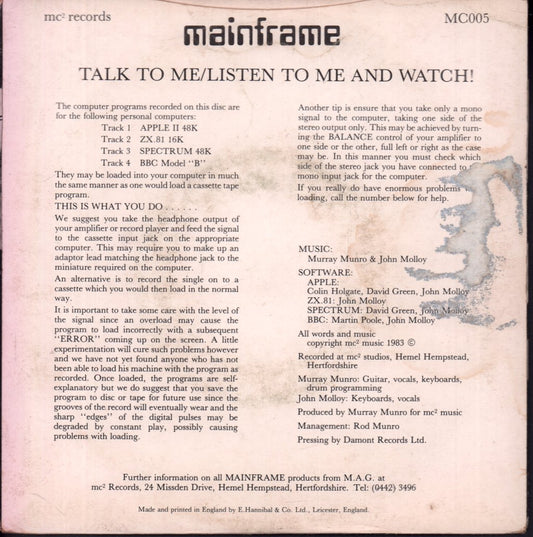 mc² records
MC005
mainframe
TALK TO ME/LISTEN TO ME AND WATCH!
The computer programs recorded on this disc are
for the following personal computers:
Track 1 APPLE II 48K
Track 2 ZX.81 16K
Track 3 SPECTRUM 48K
Track 4 BBC Model "B"
They may be loaded into your computer in much
the same manner as one would load a cassette tape
program.
THIS IS WHAT YOU DO . . . . . .
We suggest you take the headphone output of
your amplifier or record player and feed the signal
to the cassette input jack on the appropriate
computer. This may require you to make up an
adaptor lead matching the headphone jack to the
miniature required on the computer.
An alternative is to record the single on to a
cassette which you would then load in the normal
way.
It is important to take some care with the level of
the signal since an overload may cause the
program to load incorrectly with a subsequent
"ERROR" coming up on the screen. A little
experimentation will cure such problems however
and we have not yet found anyone who has not
been able to load his machine with the program as
recorded. Once loaded, the programs are self-
explanatory but we do suggest that you save the
program to disc or tape for future use since the
grooves of the record will eventually wear and the
sharp "edges" of the digital pulses may be
degraded by constant play, possibly causing
problems with loading.
Another tip is ensure that you take only a mono
signal to the computer, taking one side of the
stereo output only. This may be achieved by turn-
ing the BALANCE control of your amplifier to
one side or the other, full left or right as the case
may be. In this manner you must check which
side of the stereo jack you have connected to
mono input jack for the computer.
If you really do have enormous problems
loading, call the number below for help.
MUSIC:
Murray Munro & John Molloy
SOFTWARE:
APPLE:
Colin Holgate, David Green, John Molloy
ZX.81: John Molloy
SPECTRUM: David Green, John Molloy
BBC: Martin Poole, John Molloy
All words and music
copyright mc² music 1983 ©
Recorded at mc² studios, Hemel Hempstead,
Hertfordshire
Murray Munro: Guitar, vocals, keyboards,
drum programming
John Molloy: Keyboards, vocals
Produced by Murray Munro for mc² music
Management: Rod Munro
Pressing by Damont Records Ltd.
Further information on all MAINFRAME products from M.A.G. at
mc² Records, 24 Missden Drive, Hemel Hempstead, Hertfordshire. Tel: (0442) 3496
Made and printed in England by E. Hannibal & Co. Ltd., Leicester, England.